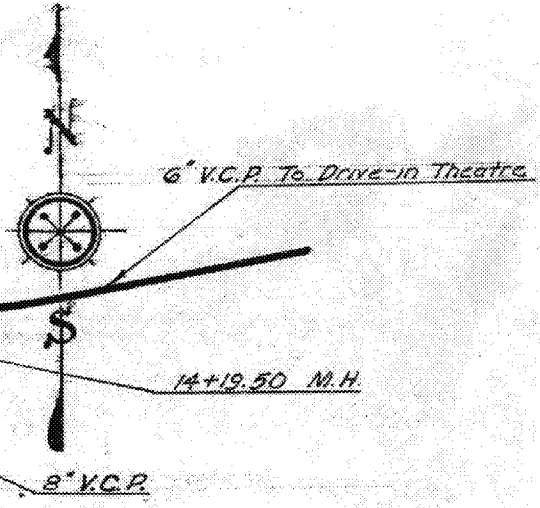 N
6" V.C.P. To Drive-in Theatre
S
14+19.50 M.H.
8" V.C.P.